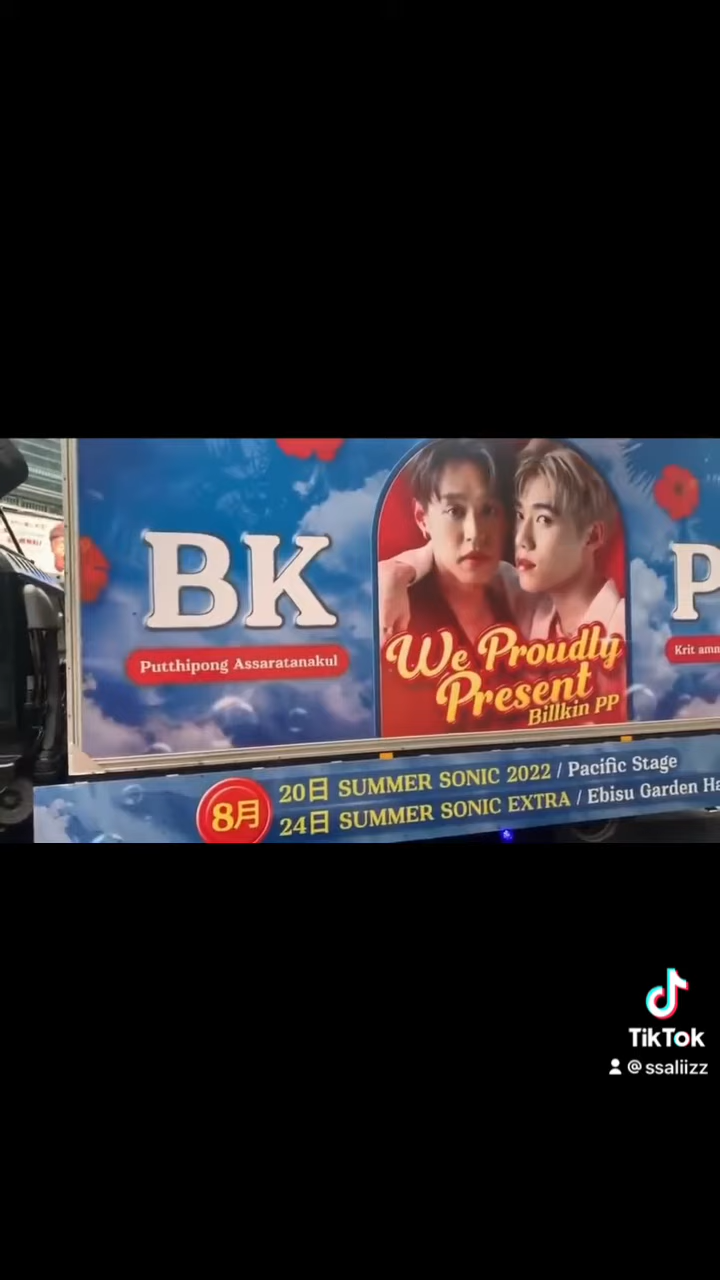 BK
Putthipong Assaratanakul
We Proudly
Present
Billkin PP
P
Krit
8月
20日 SUMMER SONIC 2022 / Pacific Stage
24日 SUMMER SONIC EXTRA / Ebisu Garden
TikTok
@ssaliizz